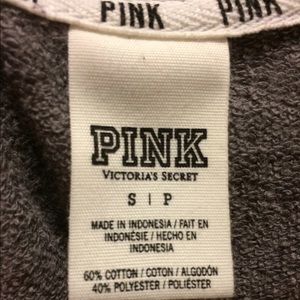 PINK PINK
PINK
VICTORIA'S SECRET
S | P
MADE IN INDONESIA / FAIT EN
INDONÉSIE / HECHO EN
INDONESIA
60% COTTON / COTON / ALGODÓN
40% POLYESTER / POLIÉSTER